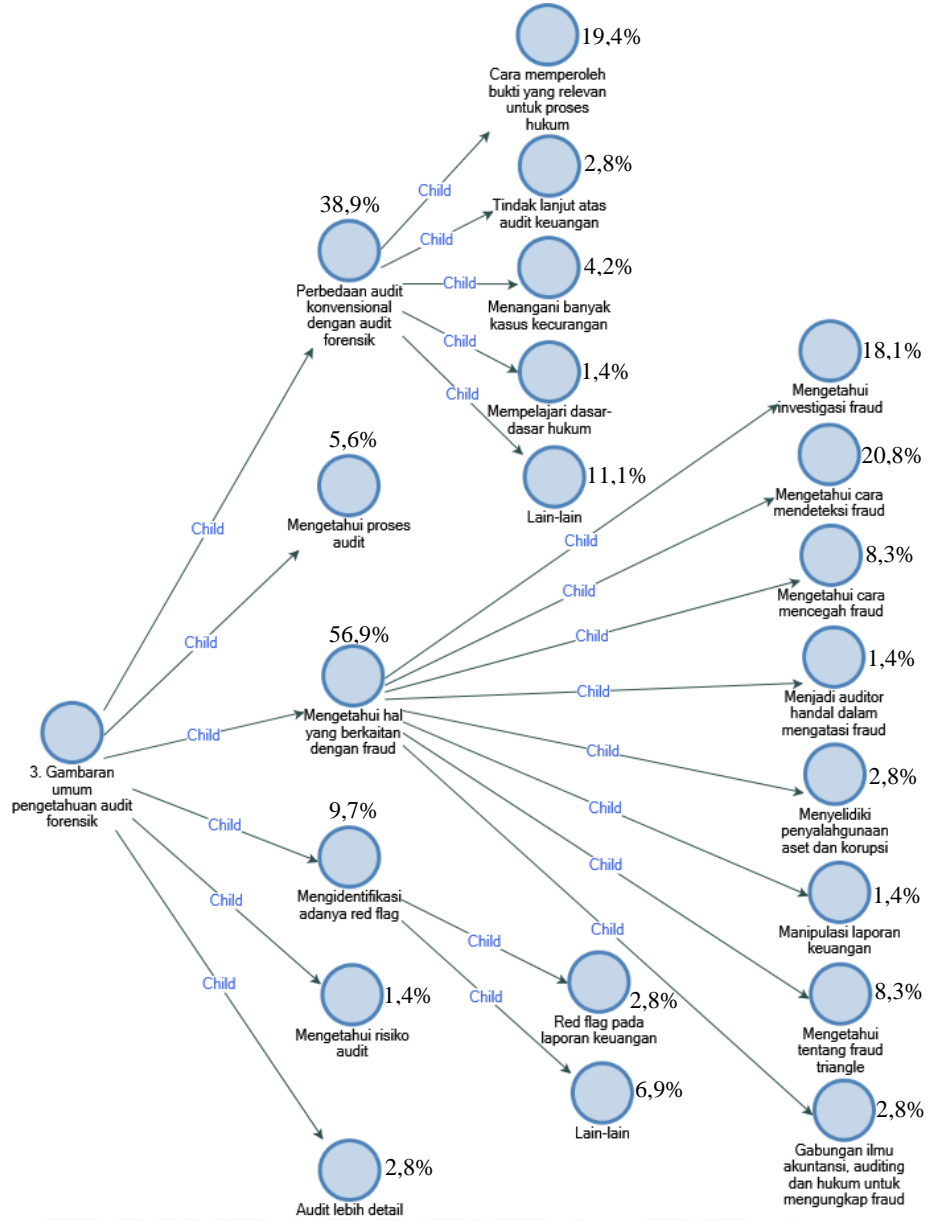 19,4%
Cara memperoleh
bukti yang relevan
untuk proses
hukum
Child
2,8%
Tindak lanjut atas
audit keuangan
38,9%
Child
Perbedaan audit
konvensional
dengan audit
forensik
Child
4,2%
Menangani banyak
kasus kecurangan
Child
1,4%
Mempelajari dasar-
dasar hukum
Child
11,1%
Lain-lain
Child
5,6%
Mengetahui proses
audit
Child
18,1%
Mengetahui
investigasi fraud
Child
20,8%
Mengetahui cara
mendeteksi fraud
Child
8,3%
Mengetahui cara
mencegah fraud
Child
56,9%
Mengetahui hal
yang berkaitan
dengan fraud
Child
1,4%
Menjadi auditor
handal dalam
mengatasi fraud
Child
3. Gambaran
umum
pengetahuan audit
forensik
Child
2,8%
Menyelidiki
penyalahgunaan
aset dan korupsi
Child
9,7%
Mengidentifikasi
adanya red flag
Child
1,4%
Manipulasi laporan
keuangan
Child
8,3%
Mengetahui
tentang fraud
triangle
Child
Child
2,8%
Red flag pada
laporan keuangan
Child
1,4%
Mengetahui risiko
audit
Child
6,9%
Lain-lain
Child
2,8%
Gabungan ilmu
akuntansi, auditing
dan hukum untuk
mengungkap fraud
Child
2,8%
Audit lebih detail